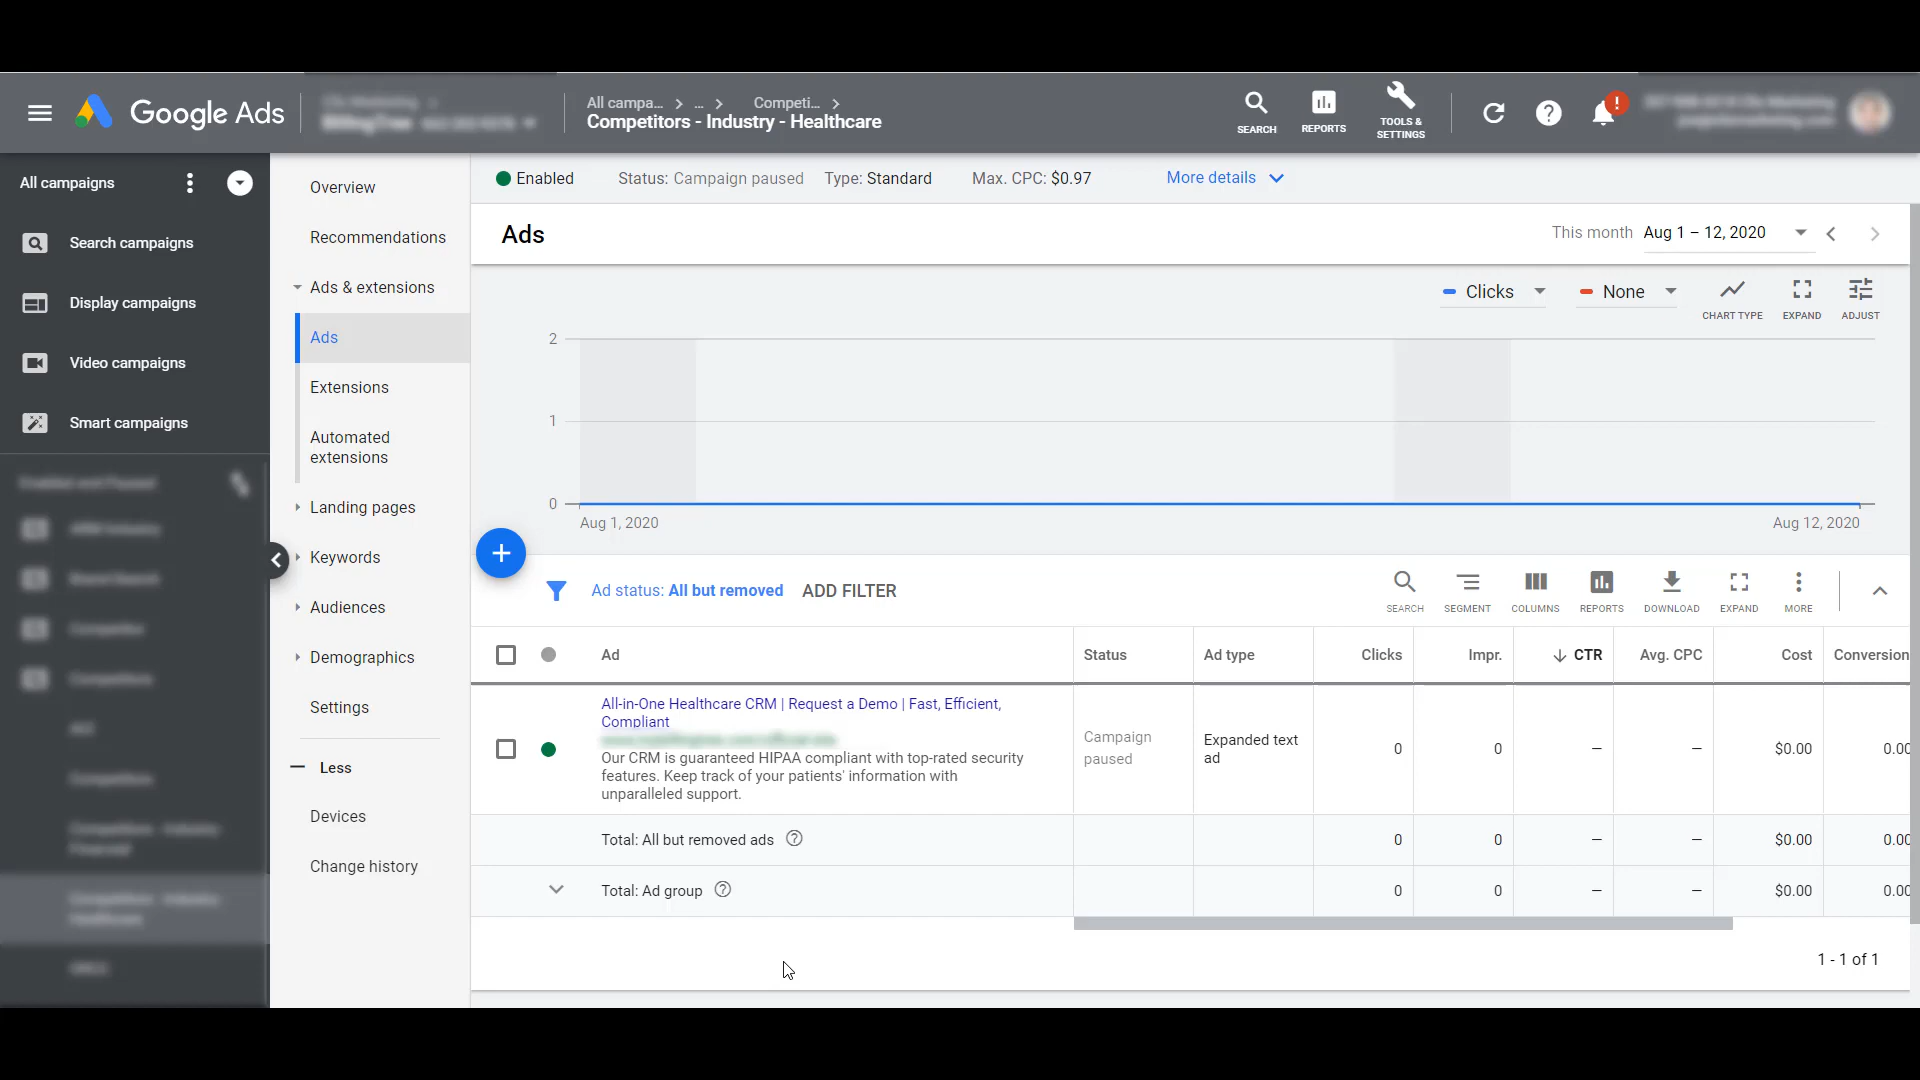 Google Ads
All campa... > ... > Competi... >
Competitors - Industry - Healthcare
SEARCH
REPORTS
TOOLS &
SETTINGS
!
All campaigns
Search campaigns
Display campaigns
Video campaigns
Smart campaigns
Overview
Recommendations
Ads & extensions
Ads
Extensions
Automated
extensions
Landing pages
Keywords
Audiences
Demographics
Settings
Less
Devices
Change history
Enabled Status: Campaign paused Type: Standard Max. CPC: $0.97 More details
Ads
This month Aug 1 – 12, 2020
Clicks
None
CHART TYPE
EXPAND
ADJUST
2
1
0
Aug 1, 2020
Aug 12, 2020
Ad status: All but removed ADD FILTER
SEARCH
SEGMENT
COLUMNS
REPORTS
DOWNLOAD
EXPAND
MORE
Ad Status Ad type Clicks Impr. CTR Avg. CPC Cost Conversion
All-in-One Healthcare CRM | Request a Demo | Fast, Efficient,
Compliant
Our CRM is guaranteed HIPAA compliant with top-rated security
features. Keep track of your patients' information with
unparalleled support.
Campaign
paused
Expanded text
ad
0 0 — — $0.00 0.00
Total: All but removed ads ? 0 0 — — $0.00 0.00
Total: Ad group ? 0 0 — — $0.00 0.00
1 - 1 of 1